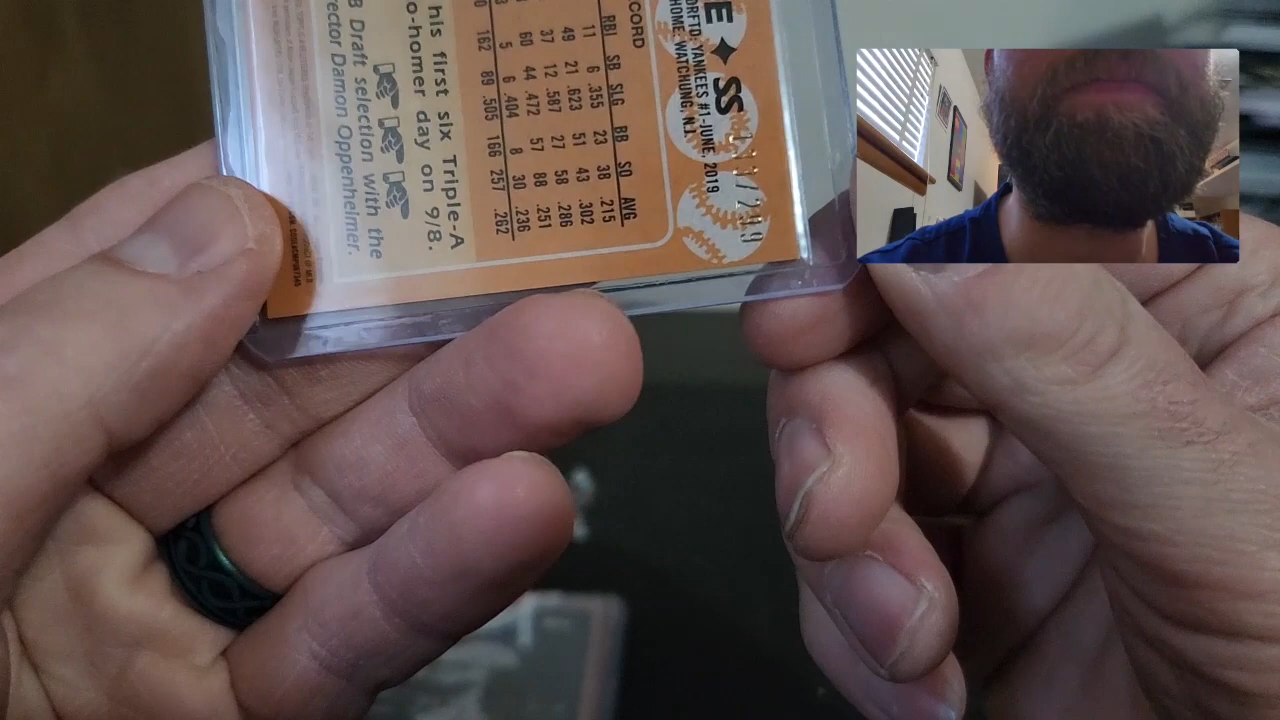 E ✦ SS
DRFTD: YANKEES #1-JUNE, 2019
HOME: WATCHUNG, N.J.
CORD
RBI SB SLG BB SO AVG
11 6 .355 23 38 .215
49 21 .623 51 43 .302
37 12 .587 27 58 .286
60 44 .472 57 88 .251
5 6 .404 8 30 .236
162 89 .505 166 257 .262
his first six Triple-A
o-homer day on 9/8.
B Draft selection with the
rector Damon Oppenheimer.